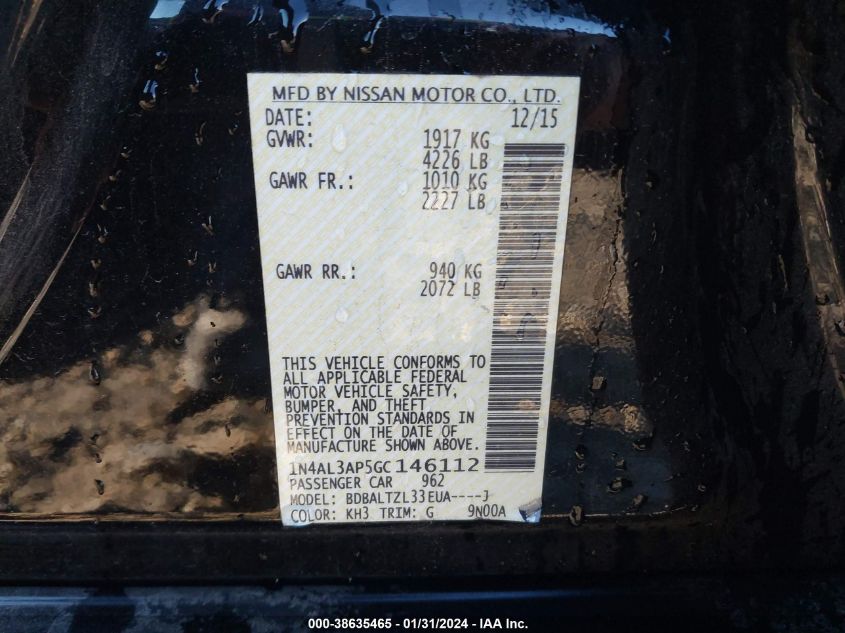 MFD BY NISSAN MOTOR CO., LTD.
DATE: 12/15
GVWR: 1917 KG
4226 LB
GAWR FR.: 1010 KG
2227 LB
GAWR RR.: 940 KG
2072 LB
THIS VEHICLE CONFORMS TO
ALL APPLICABLE FEDERAL
MOTOR VEHICLE SAFETY,
BUMPER, AND THEFT
PREVENTION STANDARDS IN
EFFECT ON THE DATE OF
MANUFACTURE SHOWN ABOVE.
1N4AL3AP5GC146112
PASSENGER CAR 962
MODEL: BDBALTZL33EUA----J
COLOR: KH3 TRIM: G 9N00A
000-38635465 - 01/31/2024 - IAA Inc.